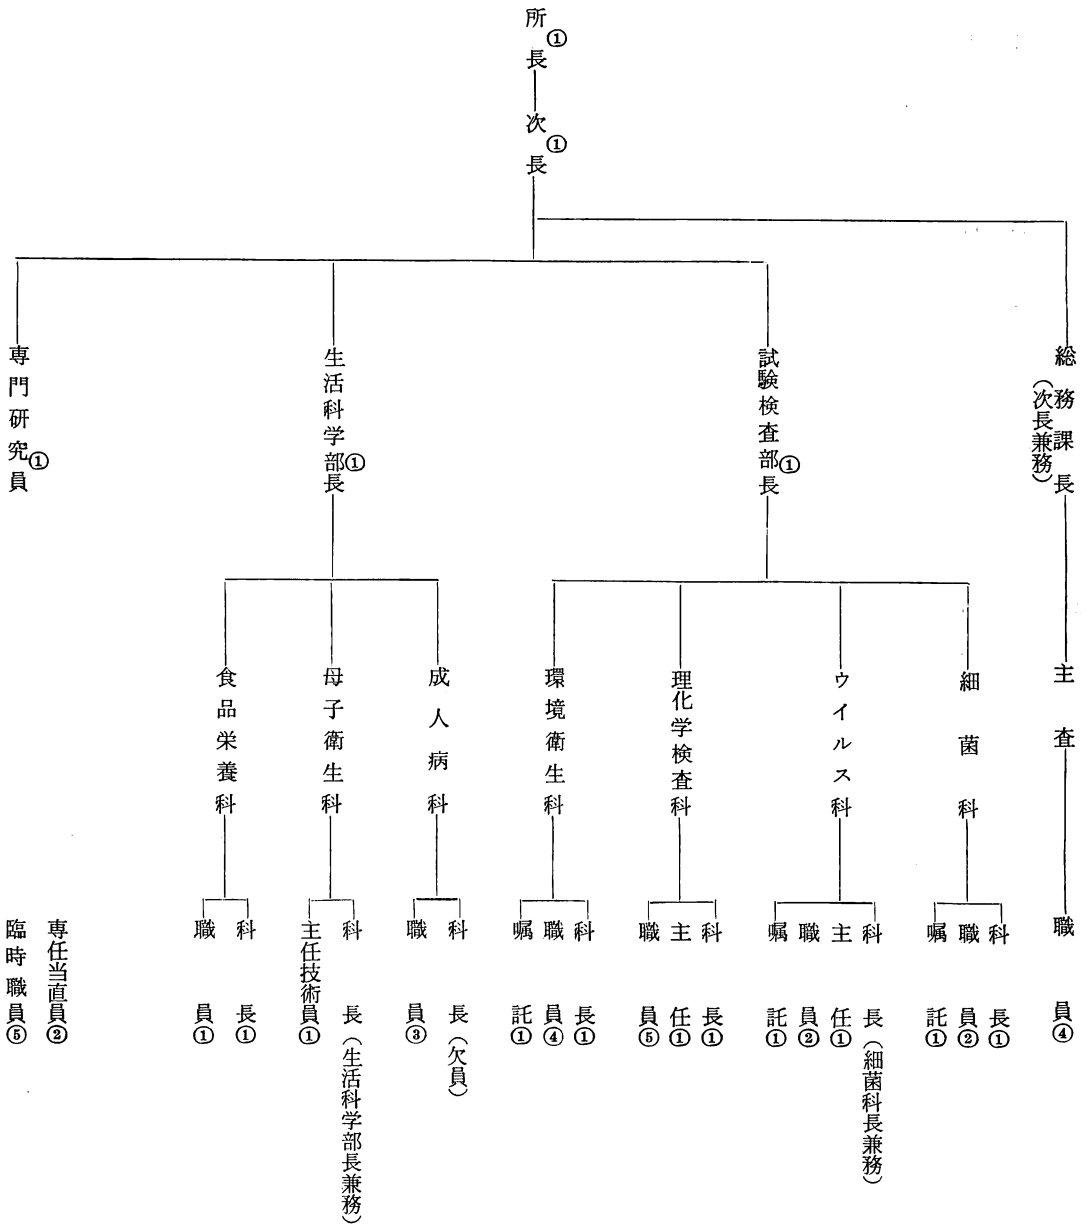 所長①
次長①
総務課長
（次長兼務）
主査
職員④
試験検査部長①
細菌科
科長①
職員②
嘱託①
ウイルス科
科長（細菌科長兼務）
主任①
職員②
嘱託①
理化学検査科
科長①
主任①
職員⑤
環境衛生科
科長①
職員④
嘱託①
生活科学部長①
成人病科
科長（欠員）
職員③
母子衛生科
科長（生活科学部長兼務）
主任技術員①
食品栄養科
科長①
職員①
専門研究員①
専任当直員②
臨時職員⑤